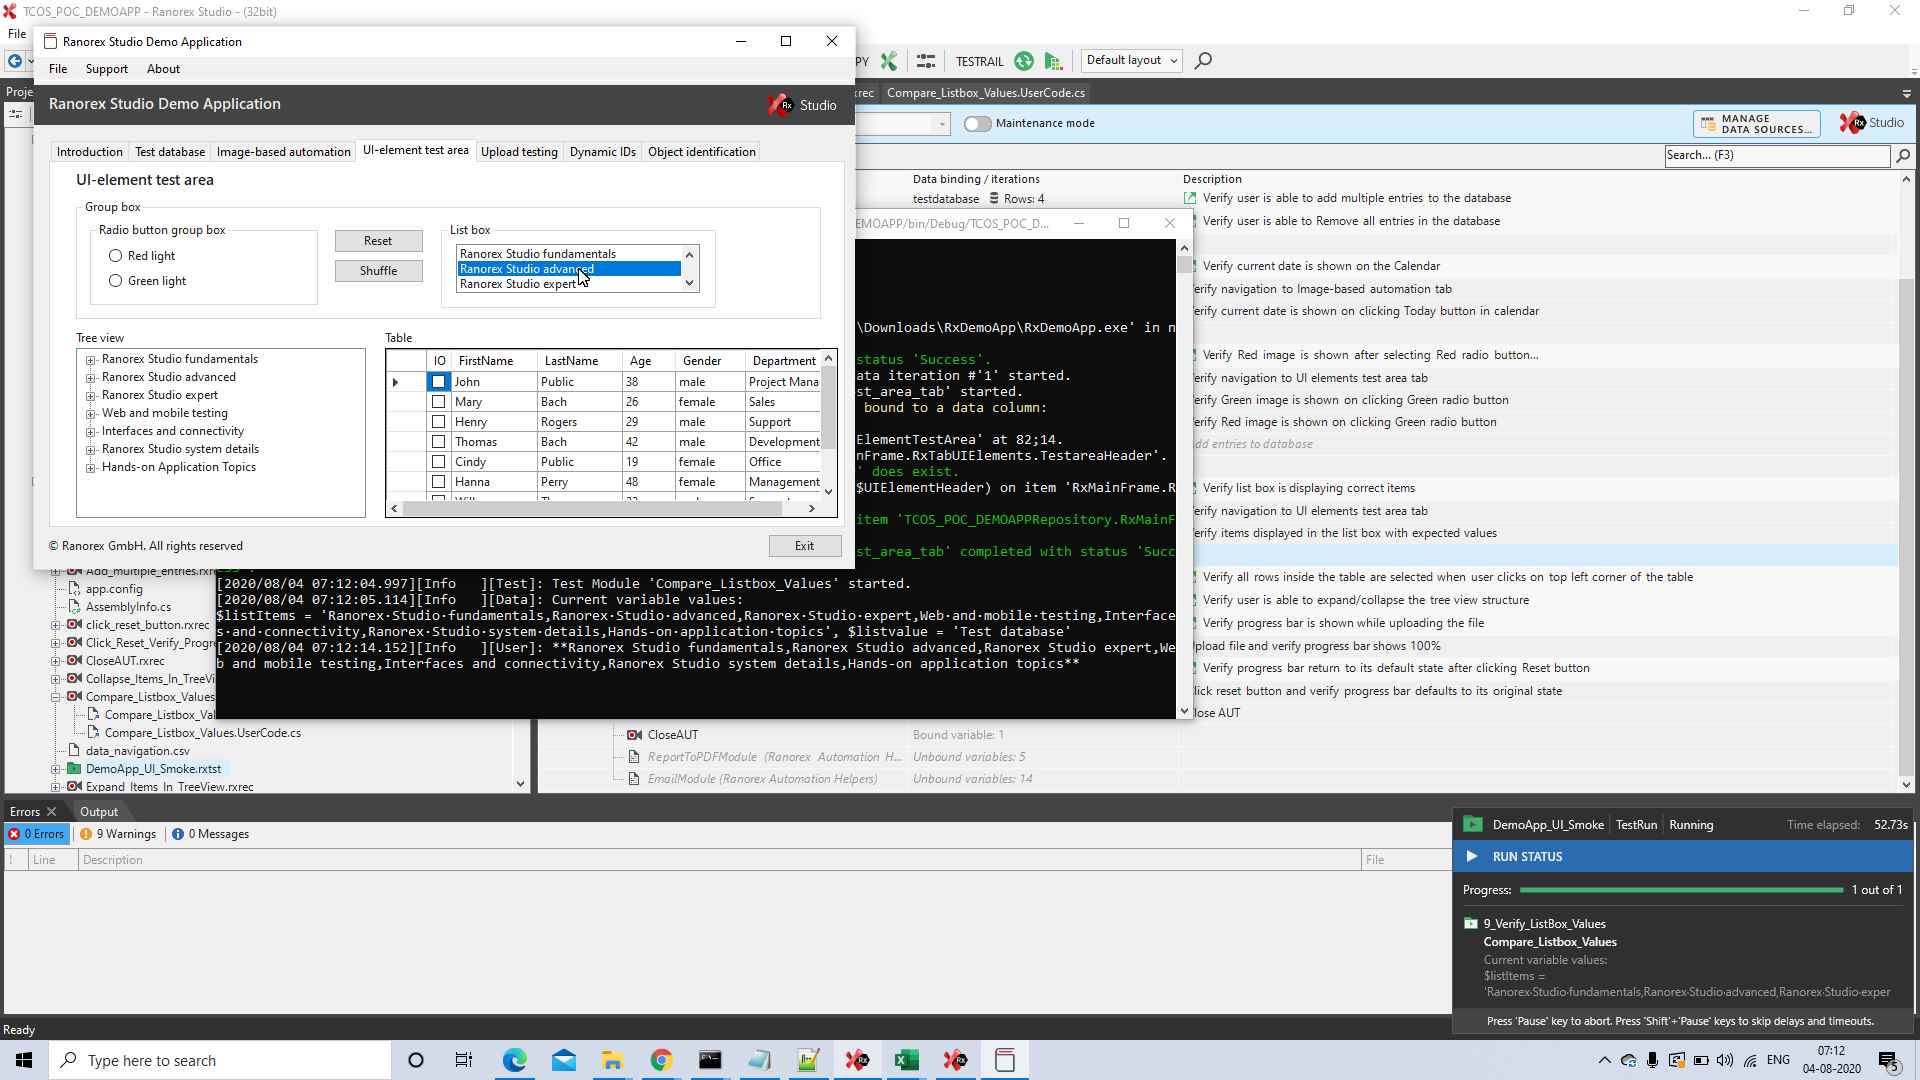 TCOS_POC_DEMOAPP - Ranorex Studio - (32bit)
File
Ranorex Studio Demo Application
File Support About
Ranorex Studio Demo Application
Rx Studio
Introduction Test database Image-based automation UI-element test area Upload testing Dynamic IDs Object identification
UI-element test area
Group box
Radio button group box
Red light
Green light
Reset
Shuffle
List box
Ranorex Studio fundamentals
Ranorex Studio advanced
Ranorex Studio expert
Tree view
Ranorex Studio fundamentals
Ranorex Studio advanced
Ranorex Studio expert
Web and mobile testing
Interfaces and connectivity
Ranorex Studio system details
Hands-on Application Topics
Table
IO FirstName LastName Age Gender Department
John Public 38 male Project Mana
Mary Bach 26 female Sales
Henry Rogers 29 male Support
Thomas Bach 42 male Development
Cindy Public 19 female Office
Hanna Perry 48 female Management
© Ranorex GmbH. All rights reserved
Exit
PY TESTRAIL Default layout
Proje
rec Compare_Listbox_Values.UserCode.cs
Maintenance mode
MANAGE
DATA SOURCES...
Rx Studio
Search... (F3)
Data binding / iterations Description
testdatabase Rows: 4 Verify user is able to add multiple entries to the database
Verify user is able to Remove all entries in the database
Verify current date is shown on the Calendar
erify navigation to Image-based automation tab
erify current date is shown on clicking Today button in calendar
Verify Red image is shown after selecting Red radio button...
erify navigation to UI elements test area tab
erify Green image is shown on clicking Green radio button
erify Red image is shown on clicking Green radio button
dd entries to database
Verify list box is displaying correct items
erify navigation to UI elements test area tab
erify items displayed in the list box with expected values
Verify all rows inside the table are selected when user clicks on top left corner of the table
Verify user is able to expand/collapse the tree view structure
Verify progress bar is shown while uploading the file
pload file and verify progress bar shows 100%
Verify progress bar return to its default state after clicking Reset button
lick reset button and verify progress bar defaults to its original state
lose AUT
EMOAPP/bin/Debug/TCOS_POC_D...
\Downloads\RxDemoApp\RxDemoApp.exe' in n
status 'Success'.
ata iteration #'1' started.
st_area_tab' started.
bound to a data column:
ElementTestArea' at 82;14.
nFrame.RxTabUIElements.TestareaHeader'.
' does exist.
$UIElementHeader) on item 'RxMainFrame.R
item 'TCOS_POC_DEMOAPPRepository.RxMainF
st_area_tab' completed with status 'Succ
[2020/08/04 07:12:04.997][Info ][Test]: Test Module 'Compare_Listbox_Values' started.
[2020/08/04 07:12:05.114][Info ][Data]: Current variable values:
$listItems = 'Ranorex·Studio·fundamentals,Ranorex·Studio·advanced,Ranorex·Studio·expert,Web·and·mobile·testing,Interface
s·and·connectivity,Ranorex·Studio·system·details,Hands-on·application·topics', $listvalue = 'Test database'
[2020/08/04 07:12:14.152][Info ][User]: **Ranorex Studio fundamentals,Ranorex Studio advanced,Ranorex Studio expert,We
b and mobile testing,Interfaces and connectivity,Ranorex Studio system details,Hands-on application topics**
Add_multiple_entries.rxr
app.config
AssemblyInfo.cs
click_reset_button.rxrec
Click_Reset_Verify_Progr
CloseAUT.rxrec
Collapse_Items_In_TreeVi
Compare_Listbox_Values
Compare_Listbox_Val
Compare_Listbox_Values.UserCode.cs
data_navigation.csv
DemoApp_UI_Smoke.rxtst
Expand_Items_In_TreeView.rxrec
CloseAUT Bound variable: 1
ReportToPDFModule (Ranorex Automation H... Unbound variables: 5
EmailModule (Ranorex Automation Helpers) Unbound variables: 14
Errors Output
0 Errors 9 Warnings 0 Messages
! Line Description File
DemoApp_UI_Smoke TestRun Running Time elapsed: 52.73s
RUN STATUS
Progress: 1 out of 1
9_Verify_ListBox_Values
Compare_Listbox_Values
Current variable values:
$listItems =
'Ranorex·Studio·fundamentals,Ranorex·Studio·advanced,Ranorex·Studio·exper
Press 'Pause' key to abort. Press 'Shift'+'Pause' keys to skip delays and timeouts.
Ready
Type here to search
ENG
07:12
04-08-2020
5